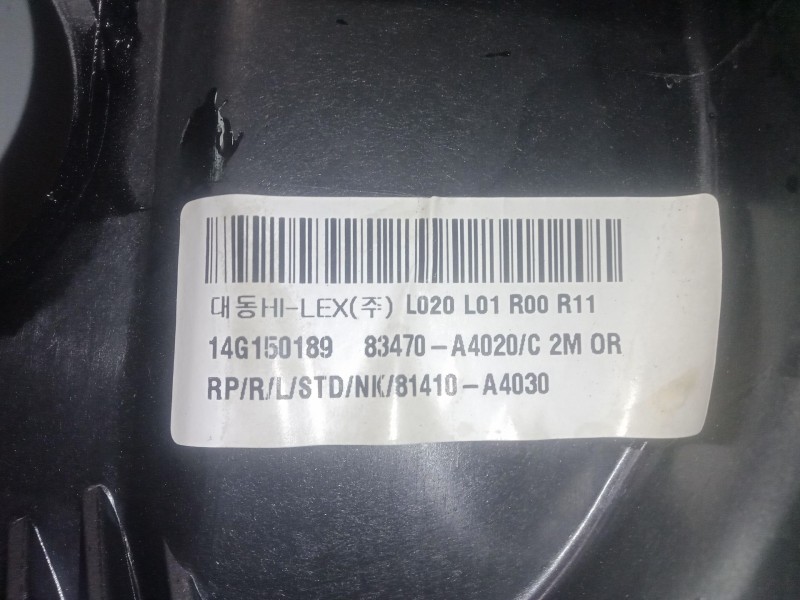 대동HI-LEX(주) L020 L01 R00 R11
14G150189 83470-A4020/C 2M OR
RP/R/L/STD/NK/81410-A4030